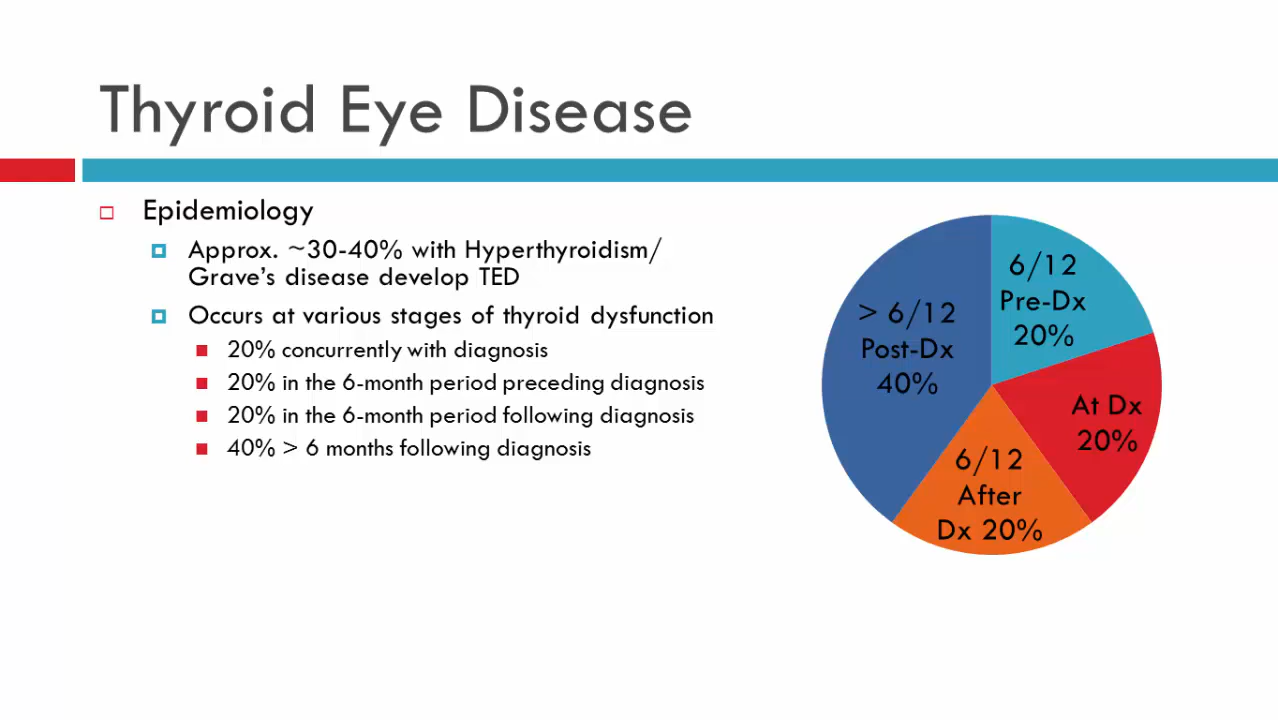 Thyroid Eye Disease
Epidemiology
Approx. ~30-40% with Hyperthyroidism/
Grave's disease develop TED
Occurs at various stages of thyroid dysfunction
20% concurrently with diagnosis
20% in the 6-month period preceding diagnosis
20% in the 6-month period following diagnosis
40% > 6 months following diagnosis
6/12
Pre-Dx
20%
At Dx
20%
6/12
After
Dx 20%
> 6/12
Post-Dx
40%